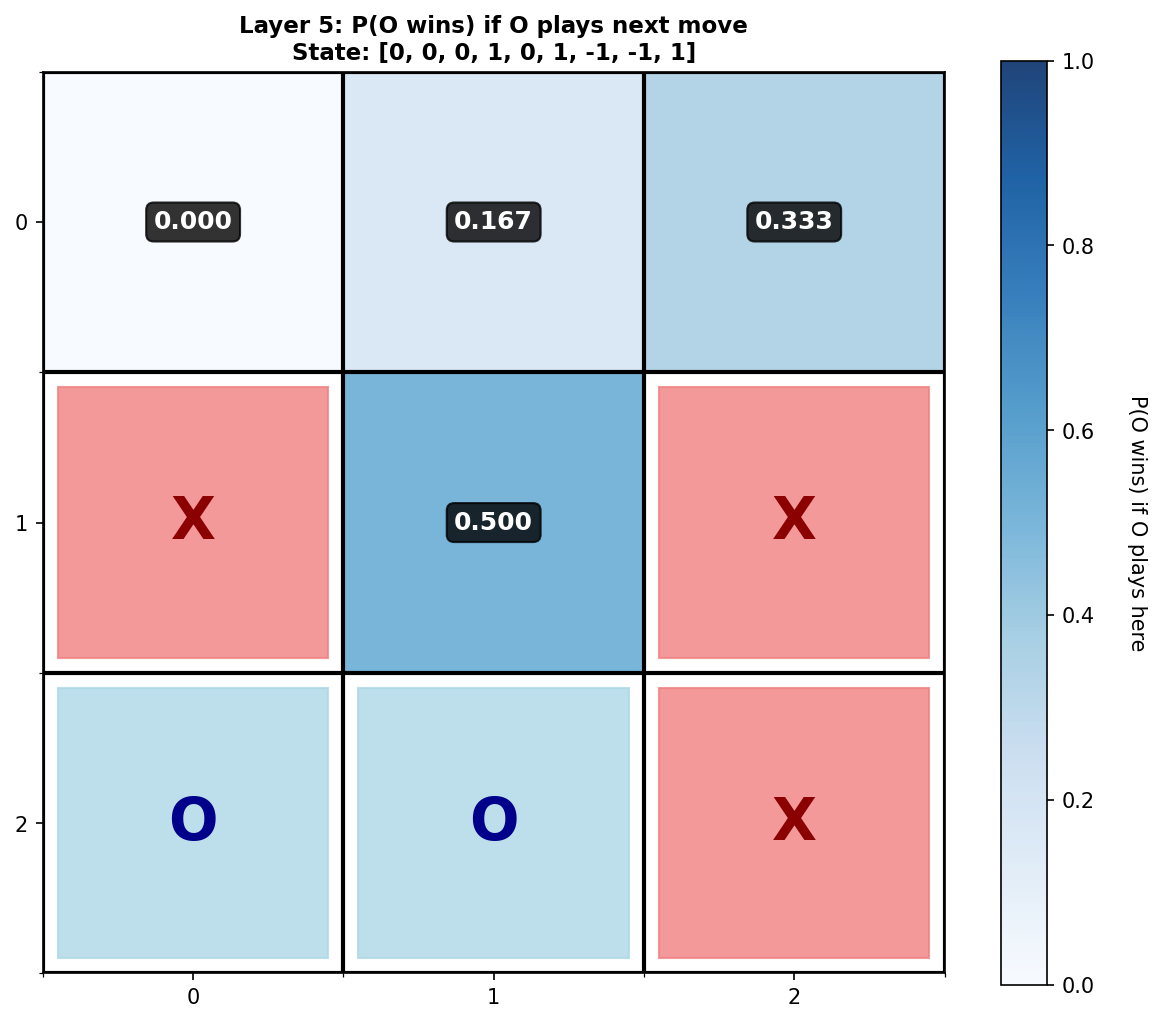 Layer 5: P(O wins) if O plays next move
State: [0, 0, 0, 1, 0, 1, -1, -1, 1]
0.000 0.167 0.333
X 0.500 X
O O X
0
1
2
0 1 2
1.0
0.8
0.6
0.4
0.2
0.0
P(O wins) if O plays here